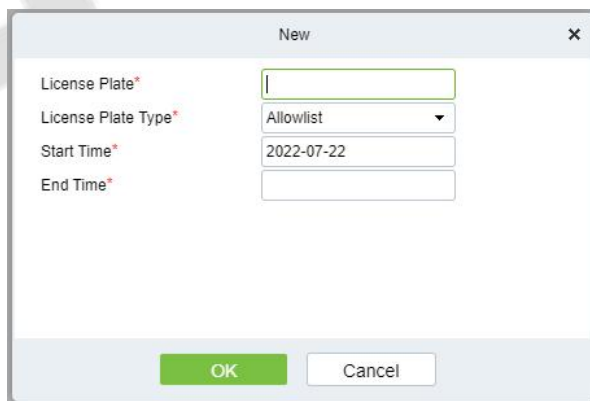 New
License Plate*
License Plate Type* Allowlist
Start Time* 2022-07-22
End Time*
OK Cancel